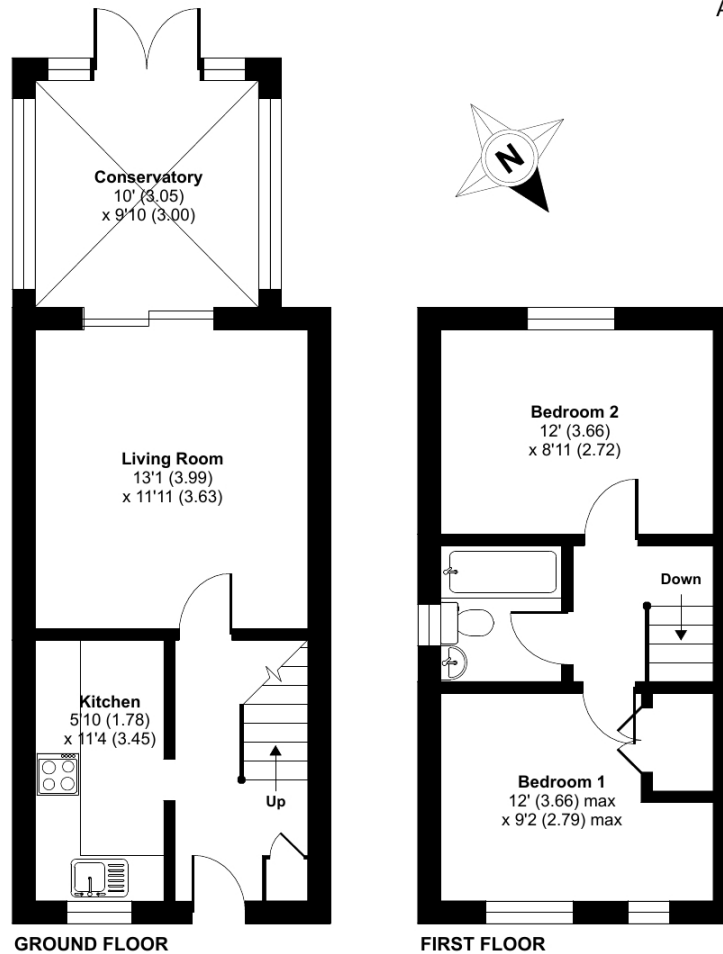 A
Conservatory
10' (3.05)
x 9'10 (3.00)
N
Living Room
13'1 (3.99)
x 11'11 (3.63)
Kitchen
5'10 (1.78)
x 11'4 (3.45)
Up
GROUND FLOOR
Bedroom 2
12' (3.66)
x 8'11 (2.72)
Down
Bedroom 1
12' (3.66) max
x 9'2 (2.79) max
FIRST FLOOR